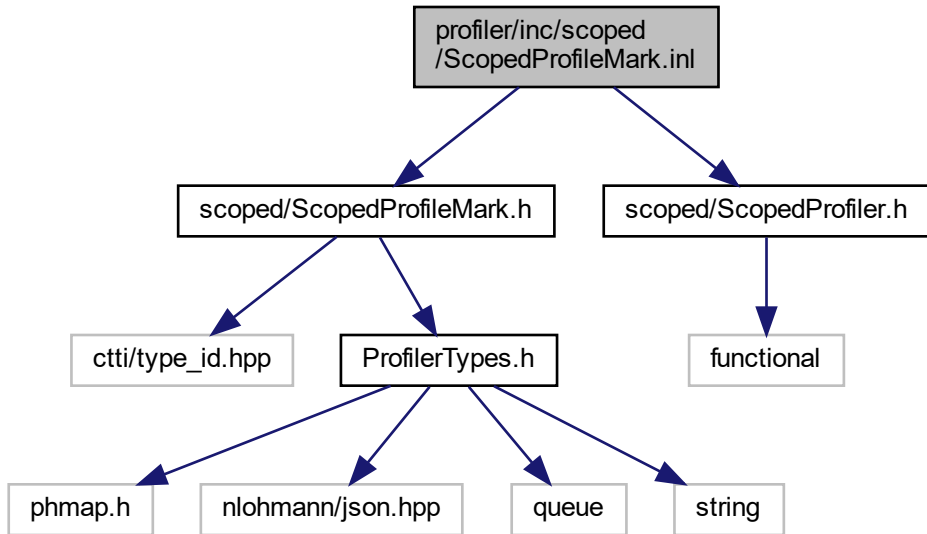 profiler/inc/scoped
/ScopedProfileMark.inl
scoped/ScopedProfileMark.h
scoped/ScopedProfiler.h
ctti/type_id.hpp
ProfilerTypes.h
functional
phmap.h
nlohmann/json.hpp
queue
string